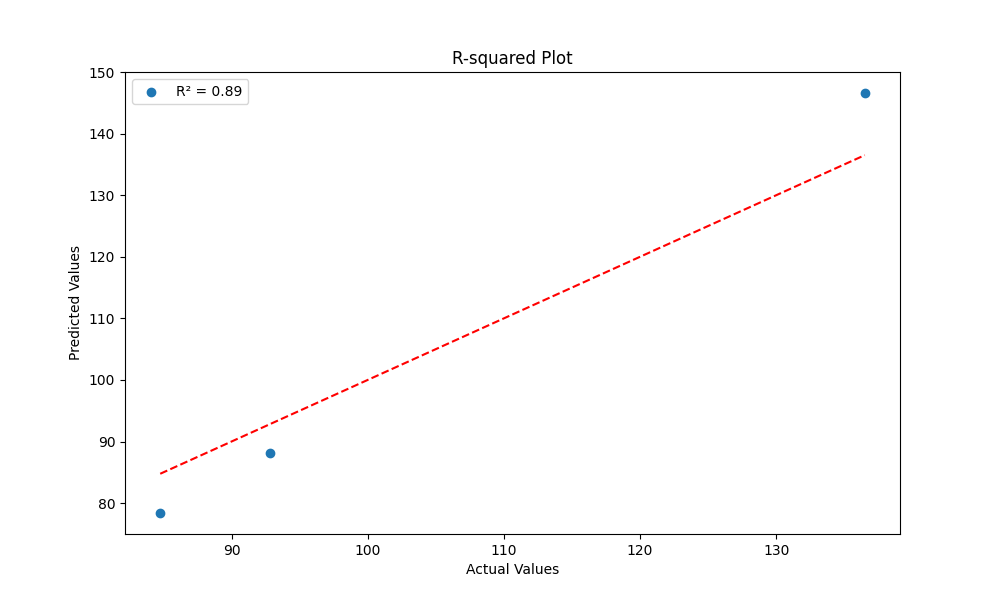 R-squared Plot
R² = 0.89
150
140
130
120
110
100
90
80
Predicted Values
90 100 110 120 130
Actual Values